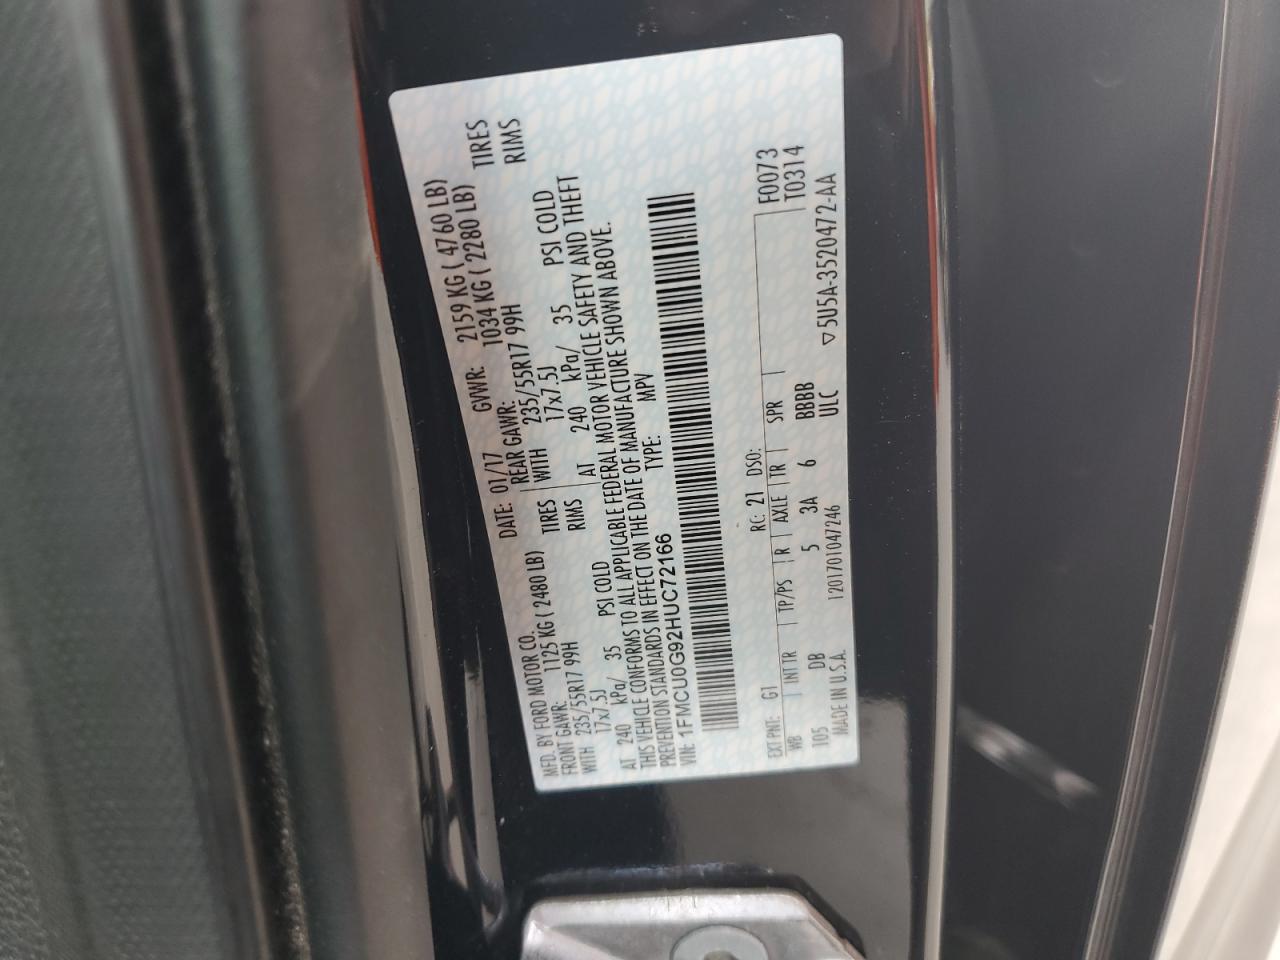 MFD. BY FORD MOTOR CO. DATE: 01/17 GVWR: 2159 KG ( 4760 LB)
FRONT GAWR: 1125 KG ( 2480 LB) REAR GAWR: 1034 KG ( 2280 LB)
WITH 235/55R17 99H TIRES WITH 235/55R17 99H TIRES
17x7.5J RIMS 17x7.5J RIMS
AT 240 kPa/ 35 PSI COLD AT 240 kPa/ 35 PSI COLD
THIS VEHICLE CONFORMS TO ALL APPLICABLE FEDERAL MOTOR VEHICLE SAFETY AND THEFT
PREVENTION STANDARDS IN EFFECT ON THE DATE OF MANUFACTURE SHOWN ABOVE.
VIN: 1FMCU0G92HUC72166 TYPE: MPV
EXT PNT: G1 RC: 21 DSO: F0073
WB INT TR TP/PS R AXLE TR SPR T0314
105 DB 5 3A 6 BBBB
MADE IN U.S.A. 1201701047246 ULC ▽5U5A-3520472-AA